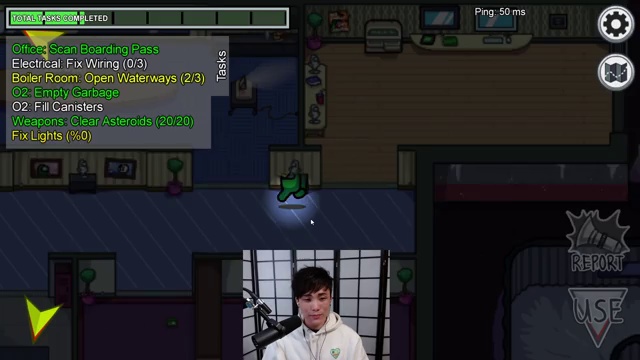 TOTAL TASKS COMPLETED
Ping: 50 ms
Office: Scan Boarding Pass
Electrical: Fix Wiring (0/3)
Boiler Room: Open Waterways (2/3)
O2: Empty Garbage
O2: Fill Canisters
Weapons: Clear Asteroids (20/20)
Fix Lights (%0)
Tasks
REPORT
USE